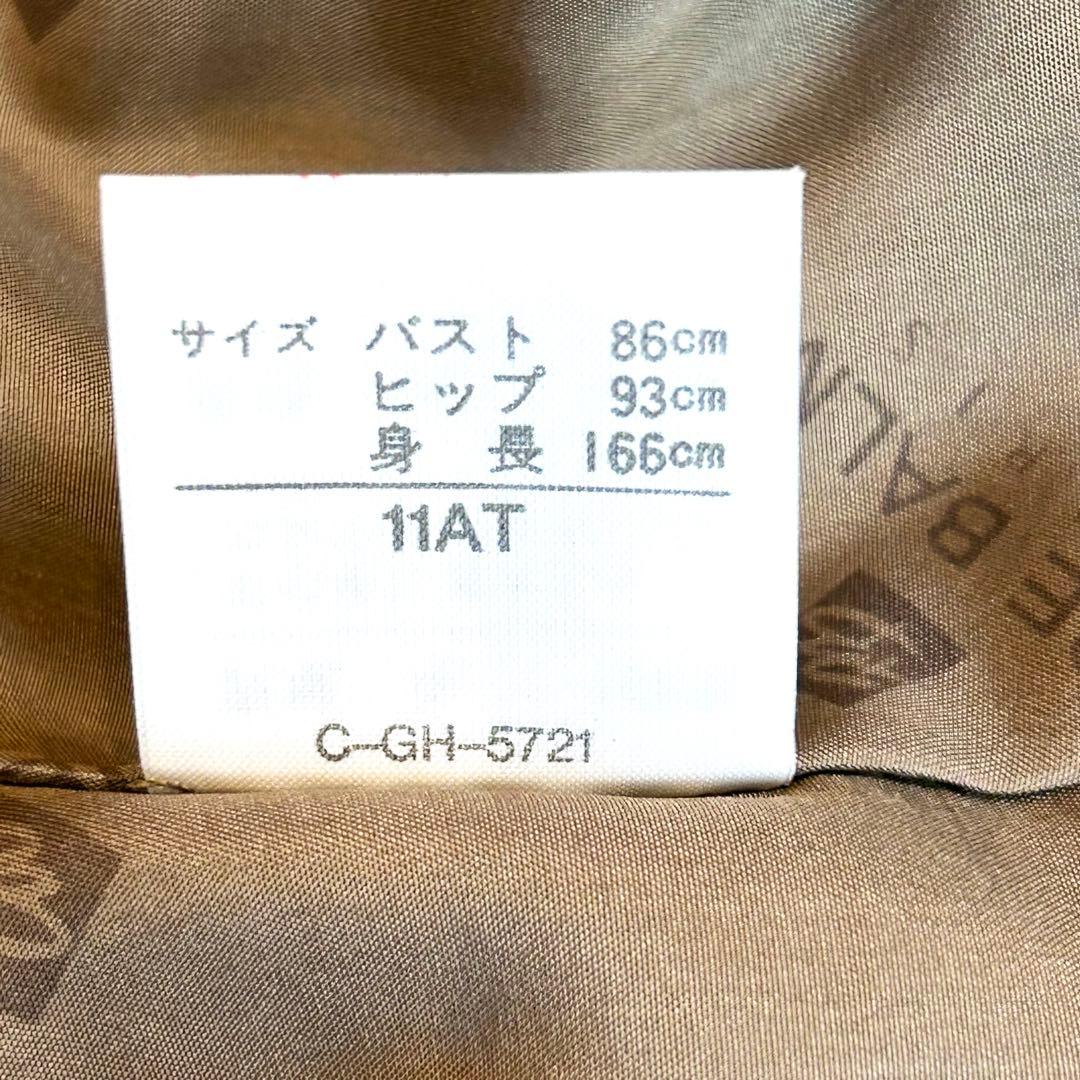 サイズ バスト 86cm
ヒップ 93cm
身長 166cm
11AT
C-GH-5721